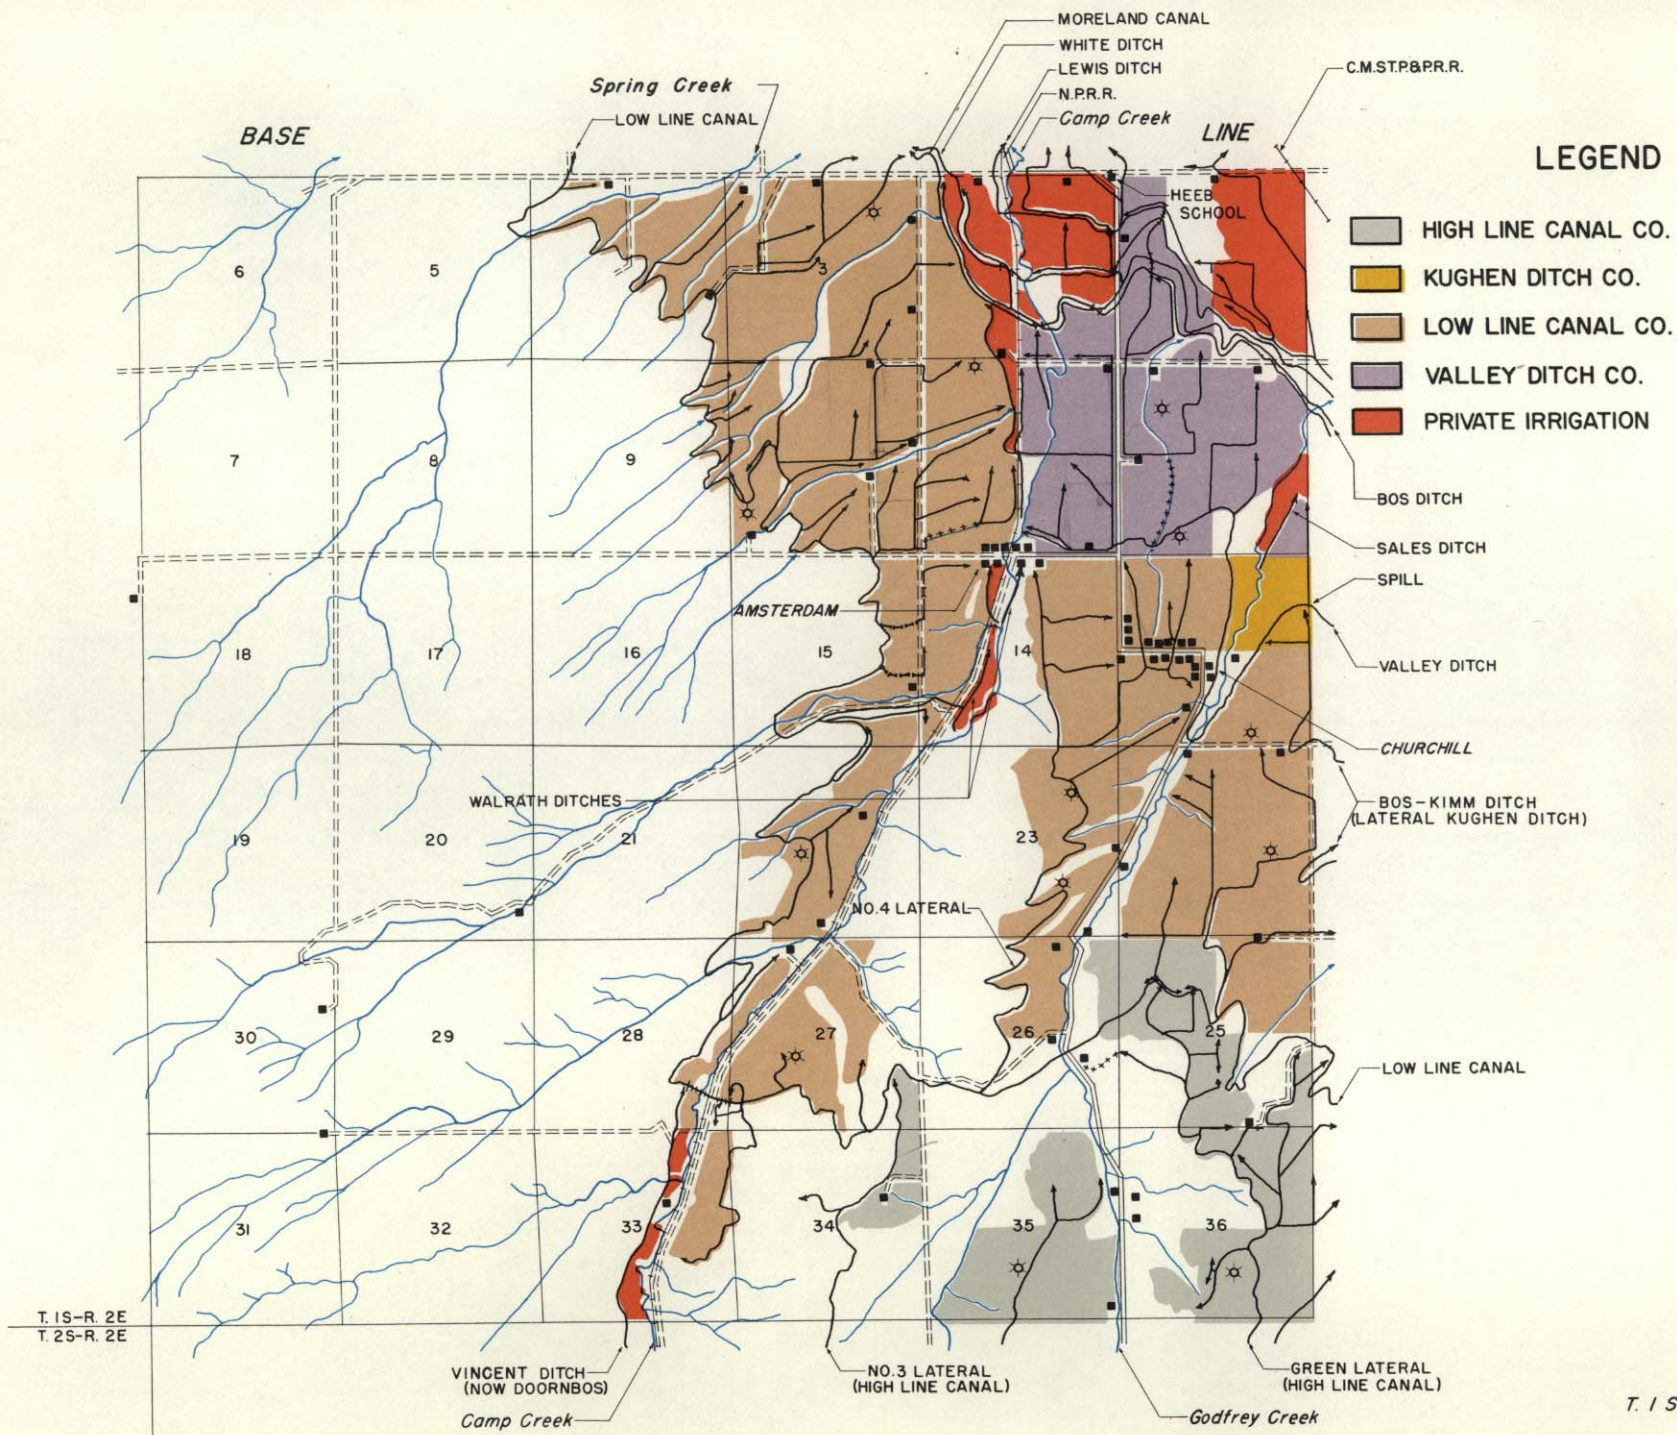 MORELAND CANAL
WHITE DITCH
LEWIS DITCH
N.P.R.R.
Camp Creek
C.M.ST.P.&P.R.R.
Spring Creek
LOW LINE CANAL
BASE
LINE
LEGEND
HIGH LINE CANAL CO.
KUGHEN DITCH CO.
LOW LINE CANAL CO.
VALLEY DITCH CO.
PRIVATE IRRIGATION
HEEB
SCHOOL
6
5
3
1
7
8
9
BOS DITCH
SALES DITCH
SPILL
AMSTERDAM
18
17
16
15
14
VALLEY DITCH
CHURCHILL
WALRATH DITCHES
BOS-KIMM DITCH
(LATERAL KUGHEN DITCH)
19
20
21
23
NO.4 LATERAL
30
29
28
27
26
25
LOW LINE CANAL
31
32
33
34
35
36
T. 1S-R. 2E
T. 2S-R. 2E
VINCENT DITCH
(NOW DOORNBOS)
Camp Creek
NO.3 LATERAL
(HIGH LINE CANAL)
GREEN LATERAL
(HIGH LINE CANAL)
Godfrey Creek
T. 1 S